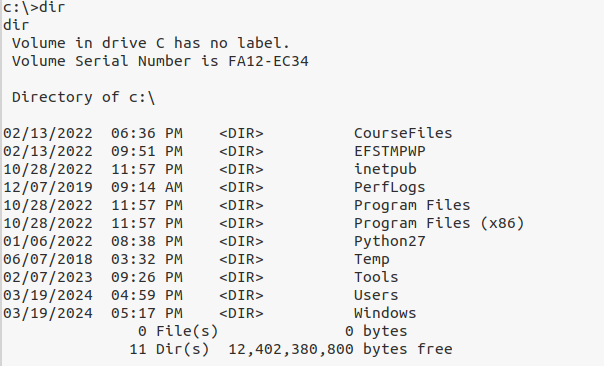 c:\>dir
dir
 Volume in drive C has no label.
 Volume Serial Number is FA12-EC34

 Directory of c:\

02/13/2022  06:36 PM    <DIR>          CourseFiles
02/13/2022  09:51 PM    <DIR>          EFSTMPWP
10/28/2022  11:57 PM    <DIR>          inetpub
12/07/2019  09:14 AM    <DIR>          PerfLogs
10/28/2022  11:57 PM    <DIR>          Program Files
10/28/2022  11:57 PM    <DIR>          Program Files (x86)
01/06/2022  08:38 PM    <DIR>          Python27
06/07/2018  03:32 PM    <DIR>          Temp
02/07/2023  09:26 PM    <DIR>          Tools
03/19/2024  04:59 PM    <DIR>          Users
03/19/2024  05:17 PM    <DIR>          Windows
               0 File(s)              0 bytes
              11 Dir(s)  12,402,380,800 bytes free